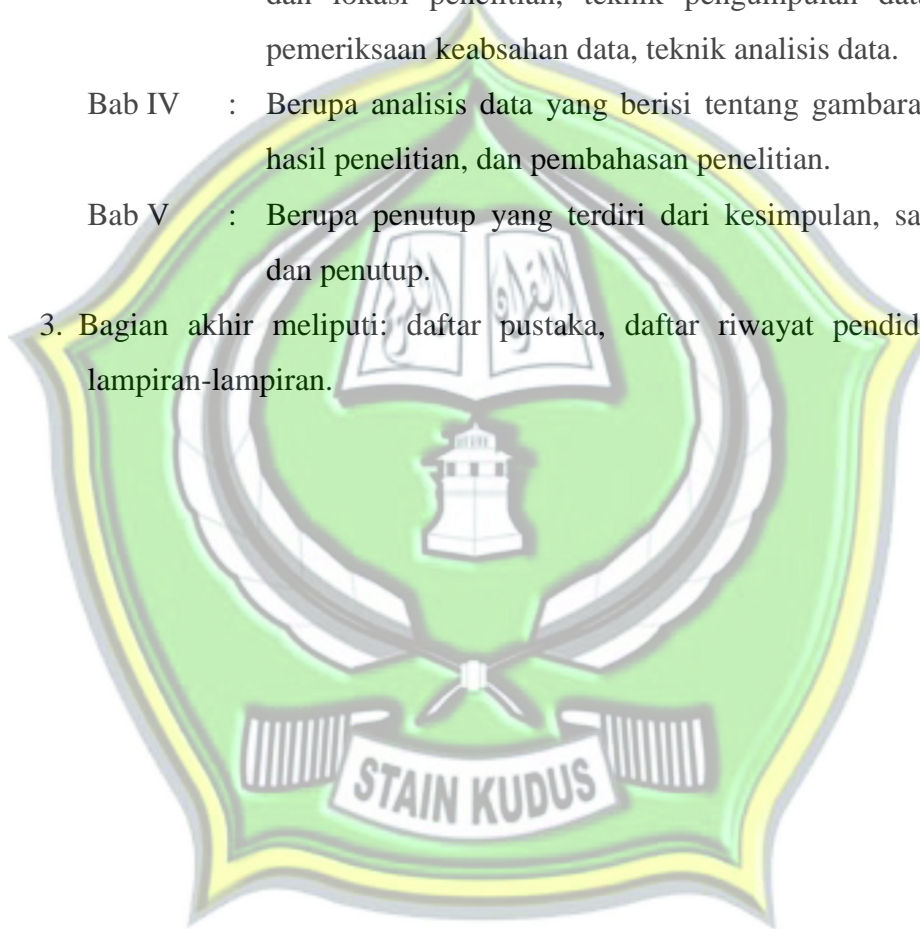 dan lokasi penelitian, teknik pengumpulan data
pemeriksaan keabsahan data, teknik analisis data.
Bab IV : Berupa analisis data yang berisi tentang gambara
hasil penelitian, dan pembahasan penelitian.
Bab V : Berupa penutup yang terdiri dari kesimpulan, sa
dan penutup.
3. Bagian akhir meliputi: daftar pustaka, daftar riwayat pendid
lampiran-lampiran.
STAIN KUDUS